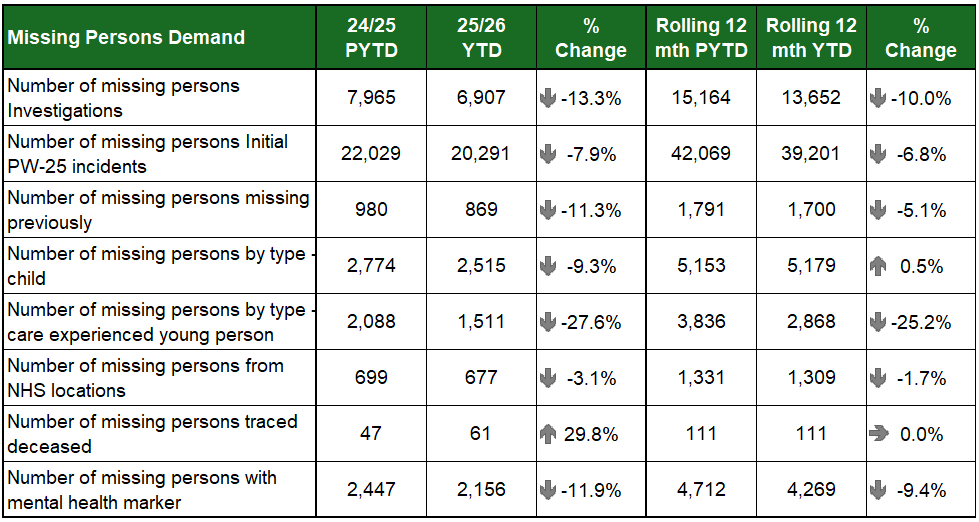 Missing Persons Demand 24/25 PYTD 25/26 YTD % Change Rolling 12 mth PYTD Rolling 12 mth YTD % Change
Number of missing persons Investigations 7,965 6,907 -13.3% 15,164 13,652 -10.0%
Number of missing persons Initial PW-25 incidents 22,029 20,291 -7.9% 42,069 39,201 -6.8%
Number of missing persons missing previously 980 869 -11.3% 1,791 1,700 -5.1%
Number of missing persons by type - child 2,774 2,515 -9.3% 5,153 5,179 0.5%
Number of missing persons by type - care experienced young person 2,088 1,511 -27.6% 3,836 2,868 -25.2%
Number of missing persons from NHS locations 699 677 -3.1% 1,331 1,309 -1.7%
Number of missing persons traced deceased 47 61 29.8% 111 111 0.0%
Number of missing persons with mental health marker 2,447 2,156 -11.9% 4,712 4,269 -9.4%